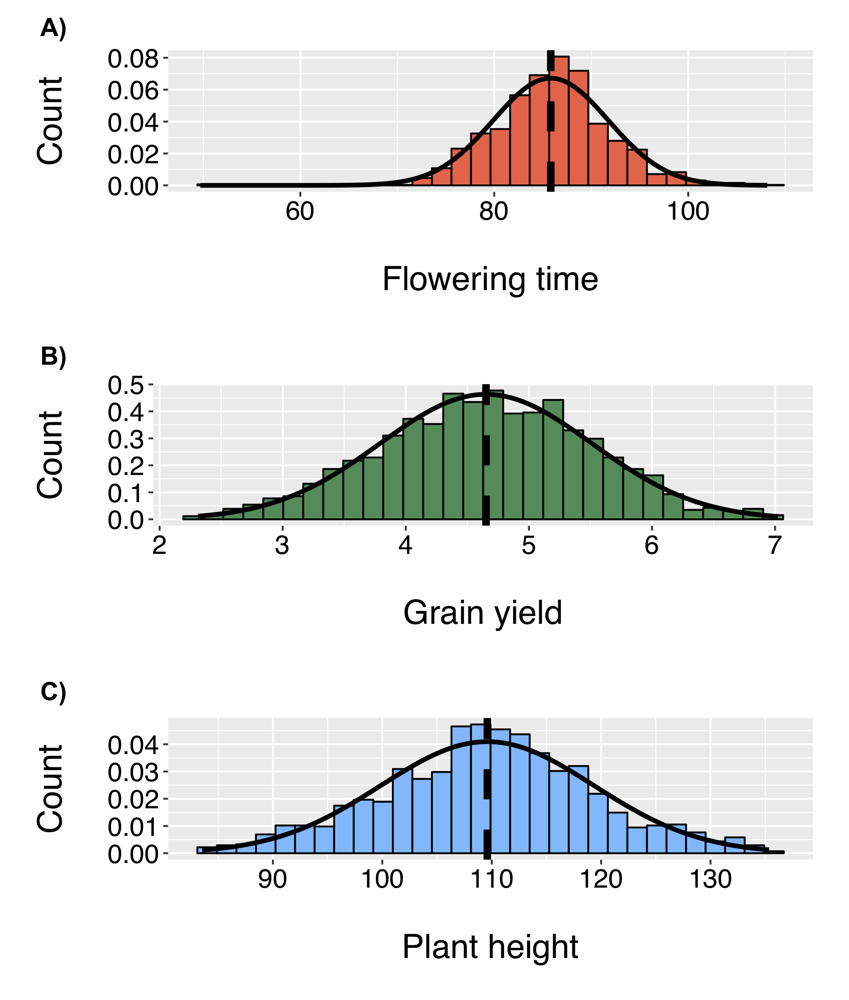 A)
Count
0.08
0.06
0.04
0.02
0.00
60 80 100
Flowering time
B)
Count
0.5
0.4
0.3
0.2
0.1
0.0
2 3 4 5 6 7
Grain yield
C)
Count
0.04
0.03
0.02
0.01
0.00
90 100 110 120 130
Plant height